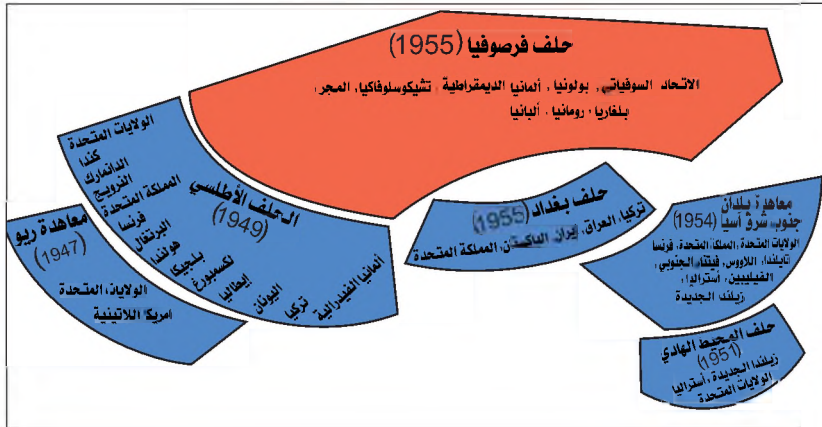 حلف فرصوفيا (1955)
الاتحاد السوفياتي، بولونيا، ألمانيا الديمقراطية، تشيكوسلوفاكيا، المجر،
بلغاريا، رومانيا، ألبانيا
حلف بغداد (1955)
تركيا، العراق، إيران، الباكستان، المملكة المتحدة
معاهدة بلدان
جنوب شرق آسيا (1954)
الولايات المتحدة، المملكة المتحدة، فرنسا
تايلندا، اللاووس، فيتنام الجنوبي،
الفيليبين، أستراليا،
زيلندا الجديدة
حلف المحيط الهادي
(1951)
زيلندا الجديدة، أستراليا
الولايات المتحدة
الحلف الأطلسي
(1949)
الولايات المتحدة
كندا
الدانمارك
النرويج
المملكة المتحدة
فرنسا
البرتغال
هولندا
بلجيكا
لكسمبورغ
إيطاليا
اليونان
تركيا
ألمانيا الفيدرالية
معاهدة ريو
(1947)
الولايات المتحدة
أمريكا اللاتينية